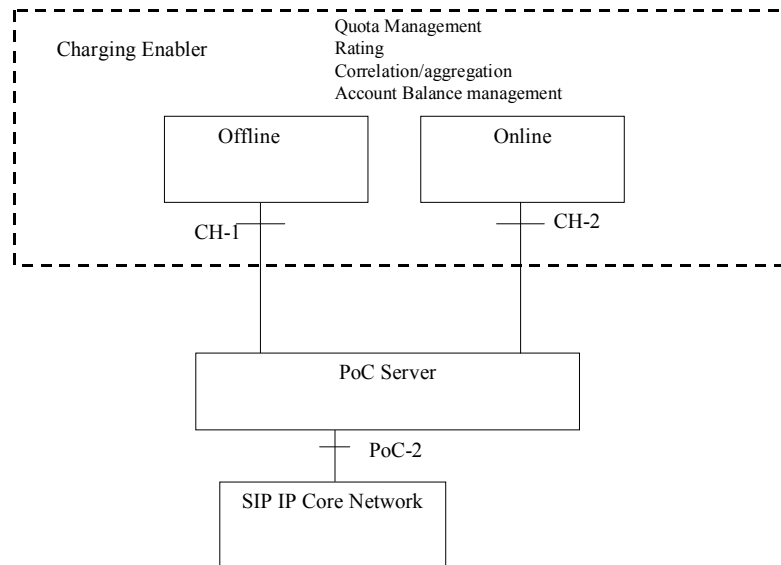 Quota Management
Charging Enabler
Rating
Correlation/aggregation
Account Balance management
Offline
Online
CH-1
CH-2
PoC Server
PoC-2
SIP IP Core Network